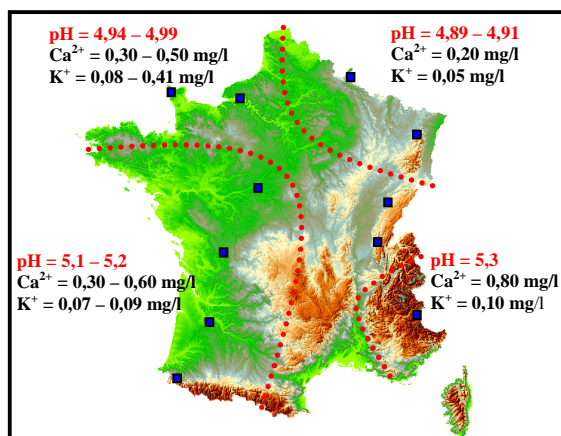 pH = 4,94 – 4,99
Ca²⁺ = 0,30 – 0,50 mg/l
K⁺ = 0,08 – 0,41 mg/l
pH = 4,89 – 4,91
Ca²⁺ = 0,20 mg/l
K⁺ = 0,05 mg/l
pH = 5,1 – 5,2
Ca²⁺ = 0,30 – 0,60 mg/l
K⁺ = 0,07 – 0,09 mg/l
pH = 5,3
Ca²⁺ = 0,80 mg/l
K⁺ = 0,10 mg/l